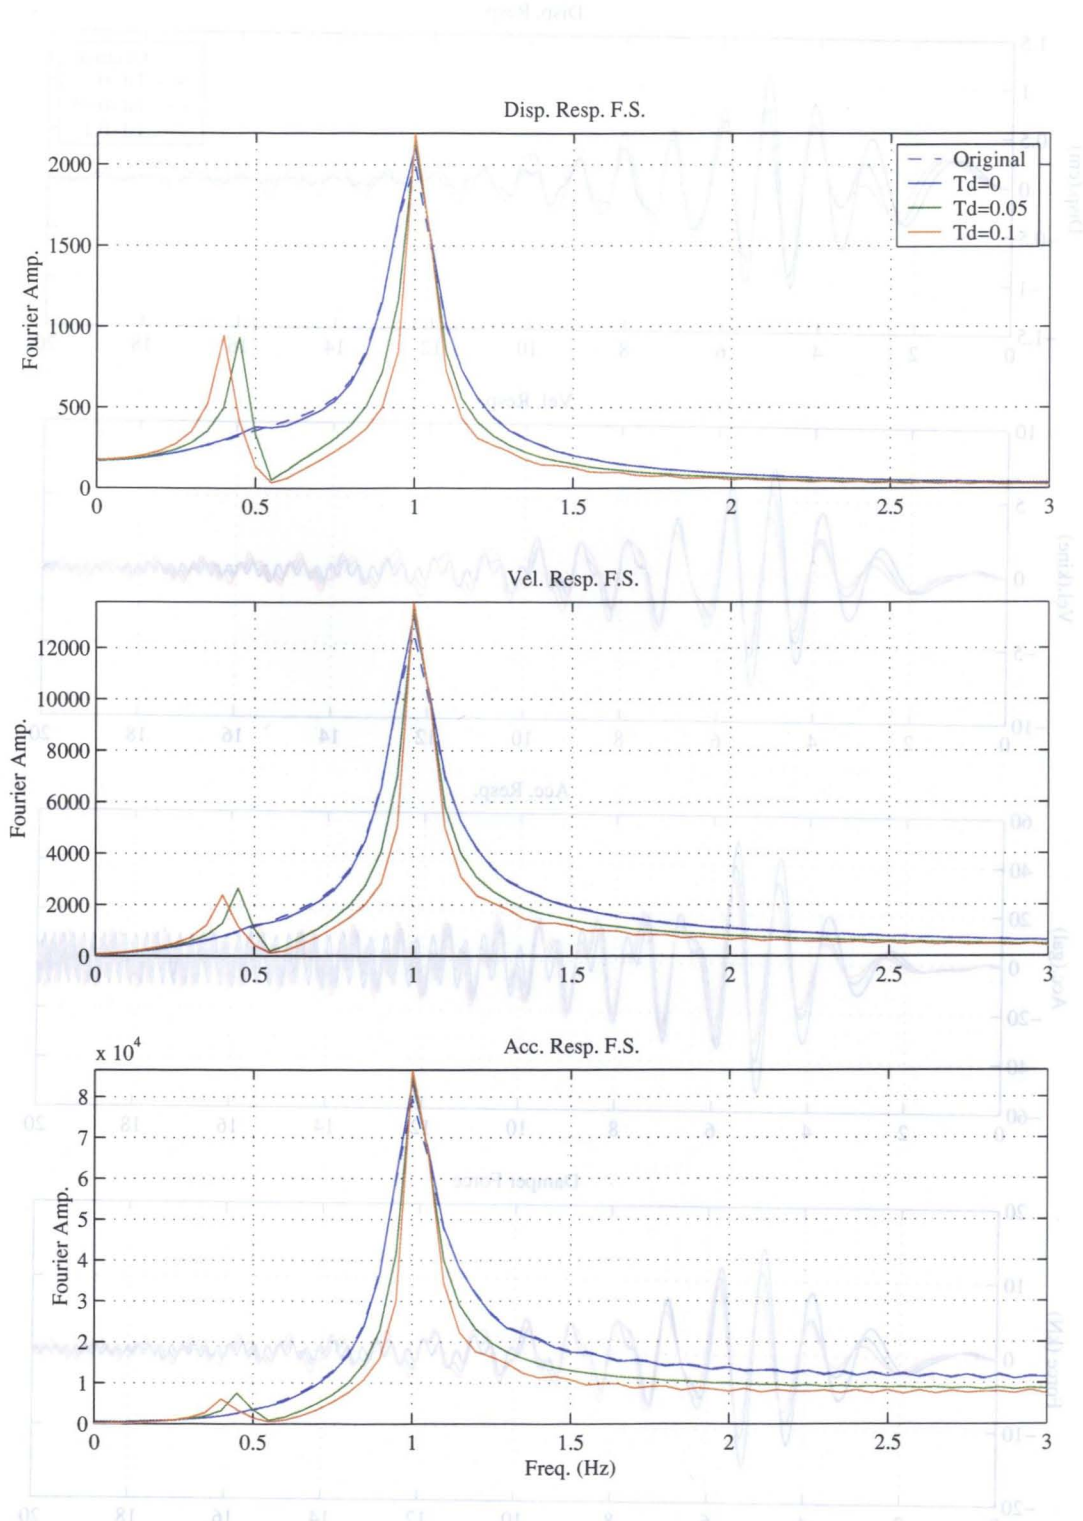 Disp. Resp. F.S.
Fourier Amp.
2000
1500
1000
500
0
0 0.5 1 1.5 2 2.5 3
Original
Td=0
Td=0.05
Td=0.1
Vel. Resp. F.S.
Fourier Amp.
12000
10000
8000
6000
4000
2000
0
0 0.5 1 1.5 2 2.5 3
Acc. Resp. F.S.
x 10⁴
Fourier Amp.
8
7
6
5
4
3
2
1
0
0 0.5 1 1.5 2 2.5 3
Freq. (Hz)